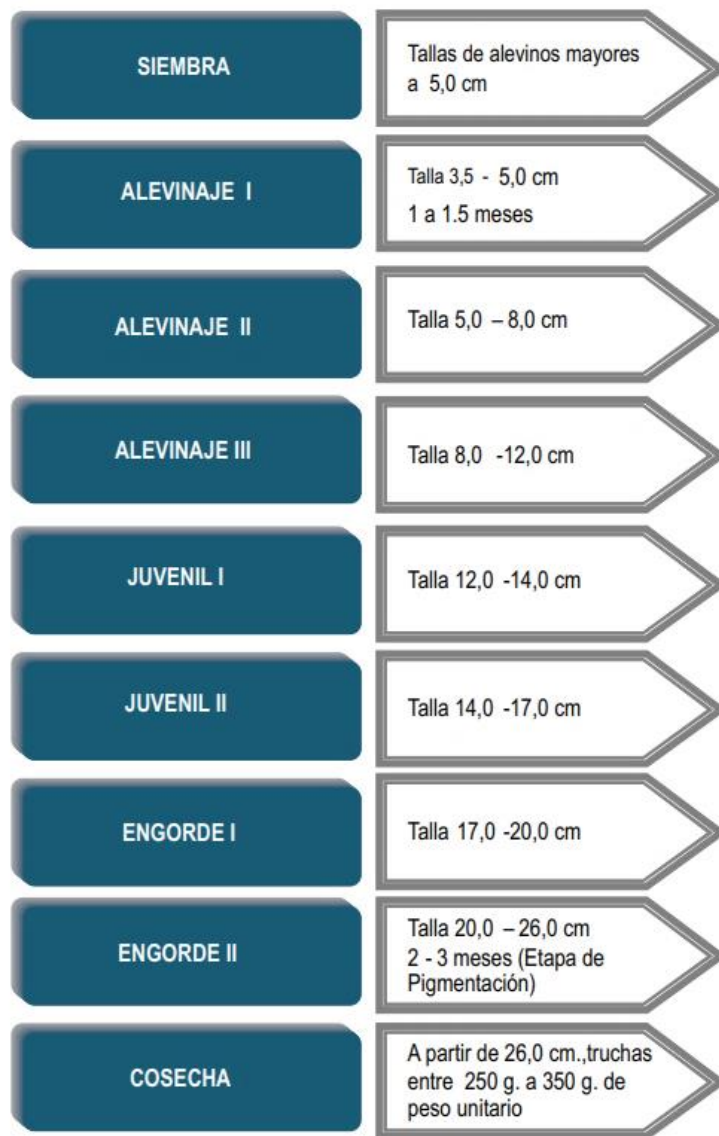 SIEMBRA
Tallas de alevinos mayores
a 5,0 cm
ALEVINAJE I
Talla 3,5 - 5,0 cm
1 a 1.5 meses
ALEVINAJE II
Talla 5,0 – 8,0 cm
ALEVINAJE III
Talla 8,0 -12,0 cm
JUVENIL I
Talla 12,0 -14,0 cm
JUVENIL II
Talla 14,0 -17,0 cm
ENGORDE I
Talla 17,0 -20,0 cm
ENGORDE II
Talla 20,0 – 26,0 cm
2 - 3 meses (Etapa de
Pigmentación)
COSECHA
A partir de 26,0 cm.,truchas
entre 250 g. a 350 g. de
peso unitario